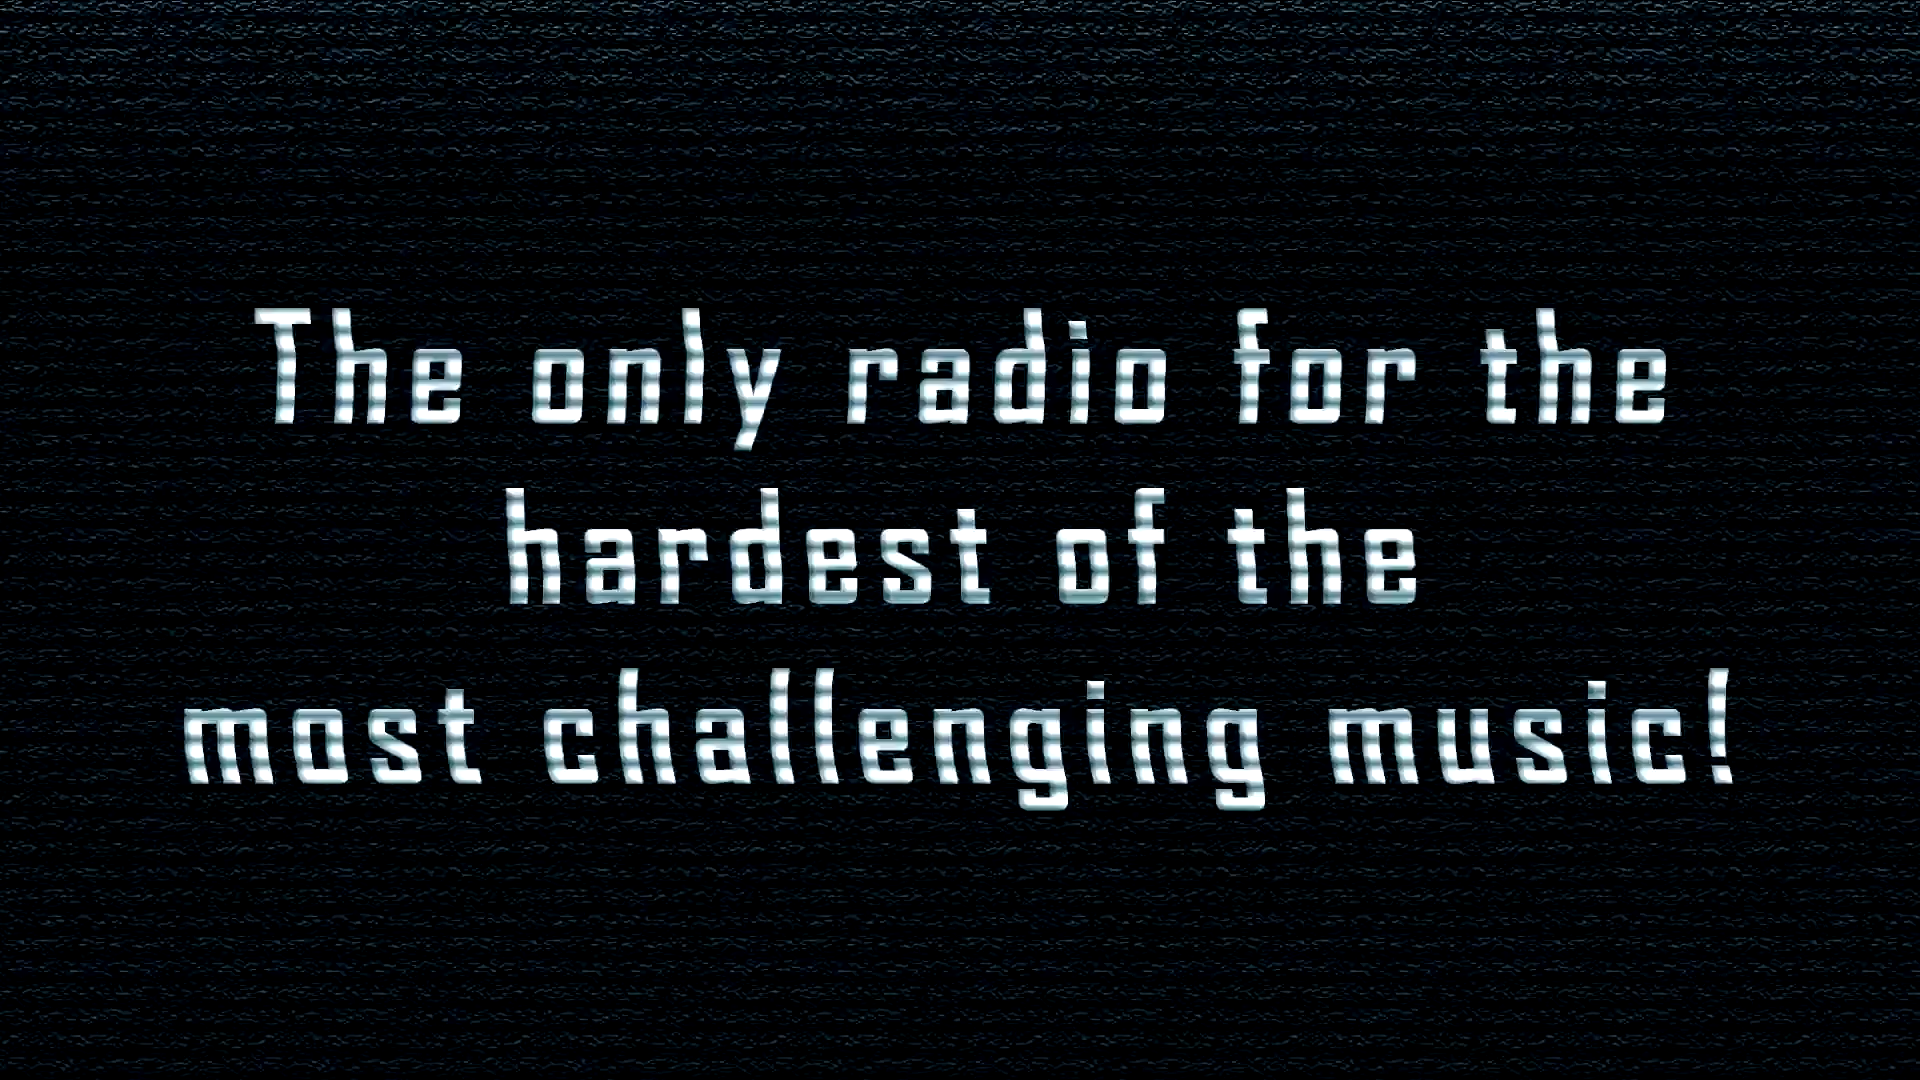 The only radio for the
hardest of the
most challenging music!